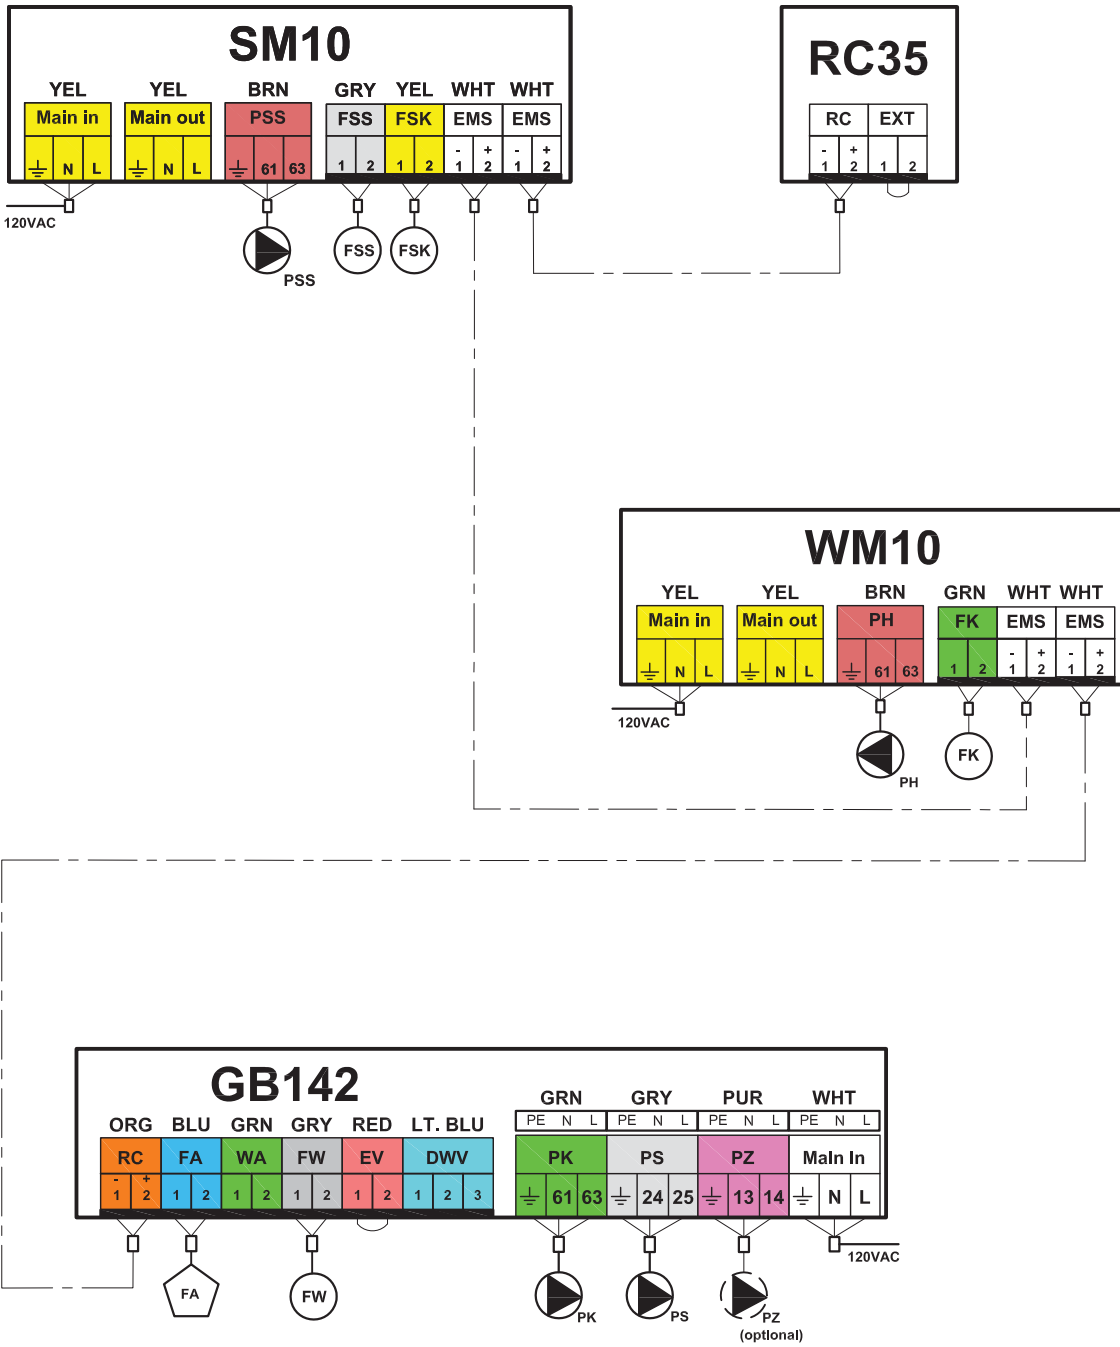 SM10
YEL YEL BRN GRY YEL WHT WHT
Main in Main out PSS FSS FSK EMS EMS
- + - +
N L N L 61 63 1 2 1 2 1 2 1 2
120VAC
PSS
FSS
FSK
RC35
RC EXT
- +
1 2 1 2
WM10
YEL YEL BRN GRN WHT WHT
Main in Main out PH FK EMS EMS
- + - +
N L N L 61 63 1 2 1 2 1 2
120VAC
PH
FK
GB142
GRN GRY PUR WHT
PE N L PE N L PE N L PE N L
ORG BLU GRN GRY RED LT. BLU
RC FA WA FW EV DWV
PK PS PZ MaIn In
- +
1 2 1 2 1 2 1 2 1 2 1 2 3
61 63 24 25 13 14 N L
120VAC
FA
FW
PK
PS
PZ
(optIonal)